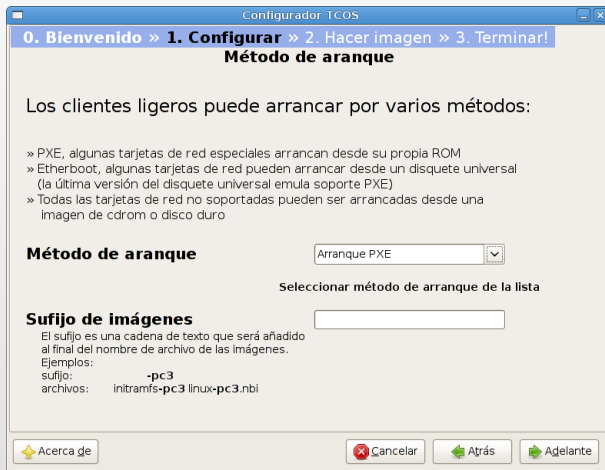 Configurador TCOS
0. Bienvenido » 1. Configurar » 2. Hacer imagen » 3. Terminar!
Método de aranque
Los clientes ligeros puede arrancar por varios métodos:
» PXE, algunas tarjetas de red especiales arrancan desde su propia ROM
» Etherboot, algunas tarjetas de red pueden arrancar desde un disquete universal
(la última versión del disquete universal emula soporte PXE)
» Todas las tarjetas de red no soportadas pueden ser arrancadas desde una
imagen de cdrom o disco duro
Método de aranque
Arranque PXE
Seleccionar método de arranque de la lista
Sufijo de imágenes
El sufijo es una cadena de texto que será añadido
al final del nombre de archivo de las imágenes.
Ejemplos:
sufijo: -pc3
archivos: initramfs-pc3 linux-pc3.nbi
Acerca de
Cancelar
Atrás
Adelante